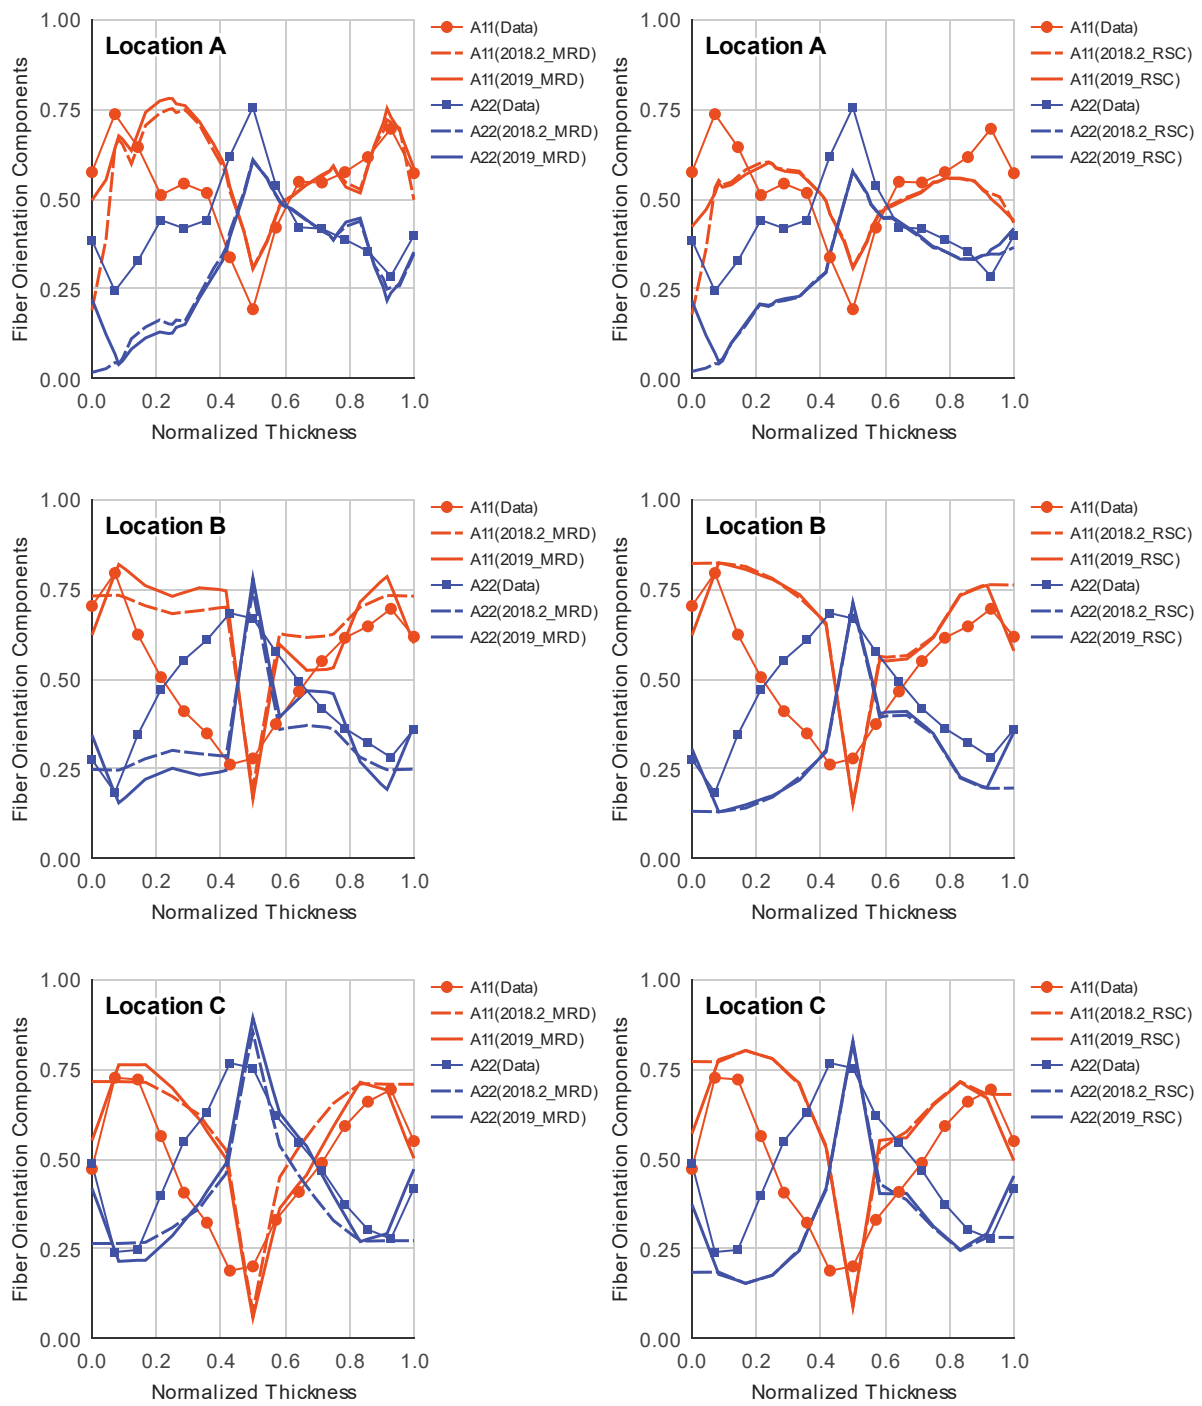 Location A
Fiber Orientation Components
1.00
0.75
0.50
0.25
0.00
0.0 0.2 0.4 0.6 0.8 1.0
Normalized Thickness
A11(Data)
A11(2018.2_MRD)
A11(2019_MRD)
A22(Data)
A22(2018.2_MRD)
A22(2019_MRD)
Location A
Fiber Orientation Components
1.00
0.75
0.50
0.25
0.00
0.0 0.2 0.4 0.6 0.8 1.0
Normalized Thickness
A11(Data)
A11(2018.2_RSC)
A11(2019_RSC)
A22(Data)
A22(2018.2_RSC)
A22(2019_RSC)
Location B
Fiber Orientation Components
1.00
0.75
0.50
0.25
0.00
0.0 0.2 0.4 0.6 0.8 1.0
Normalized Thickness
A11(Data)
A11(2018.2_MRD)
A11(2019_MRD)
A22(Data)
A22(2018.2_MRD)
A22(2019_MRD)
Location B
Fiber Orientation Components
1.00
0.75
0.50
0.25
0.00
0.0 0.2 0.4 0.6 0.8 1.0
Normalized Thickness
A11(Data)
A11(2018.2_RSC)
A11(2019_RSC)
A22(Data)
A22(2018.2_RSC)
A22(2019_RSC)
Location C
Fiber Orientation Components
1.00
0.75
0.50
0.25
0.00
0.0 0.2 0.4 0.6 0.8 1.0
Normalized Thickness
A11(Data)
A11(2018.2_MRD)
A11(2019_MRD)
A22(Data)
A22(2018.2_MRD)
A22(2019_MRD)
Location C
Fiber Orientation Components
1.00
0.75
0.50
0.25
0.00
0.0 0.2 0.4 0.6 0.8 1.0
Normalized Thickness
A11(Data)
A11(2018.2_RSC)
A11(2019_RSC)
A22(Data)
A22(2018.2_RSC)
A22(2019_RSC)